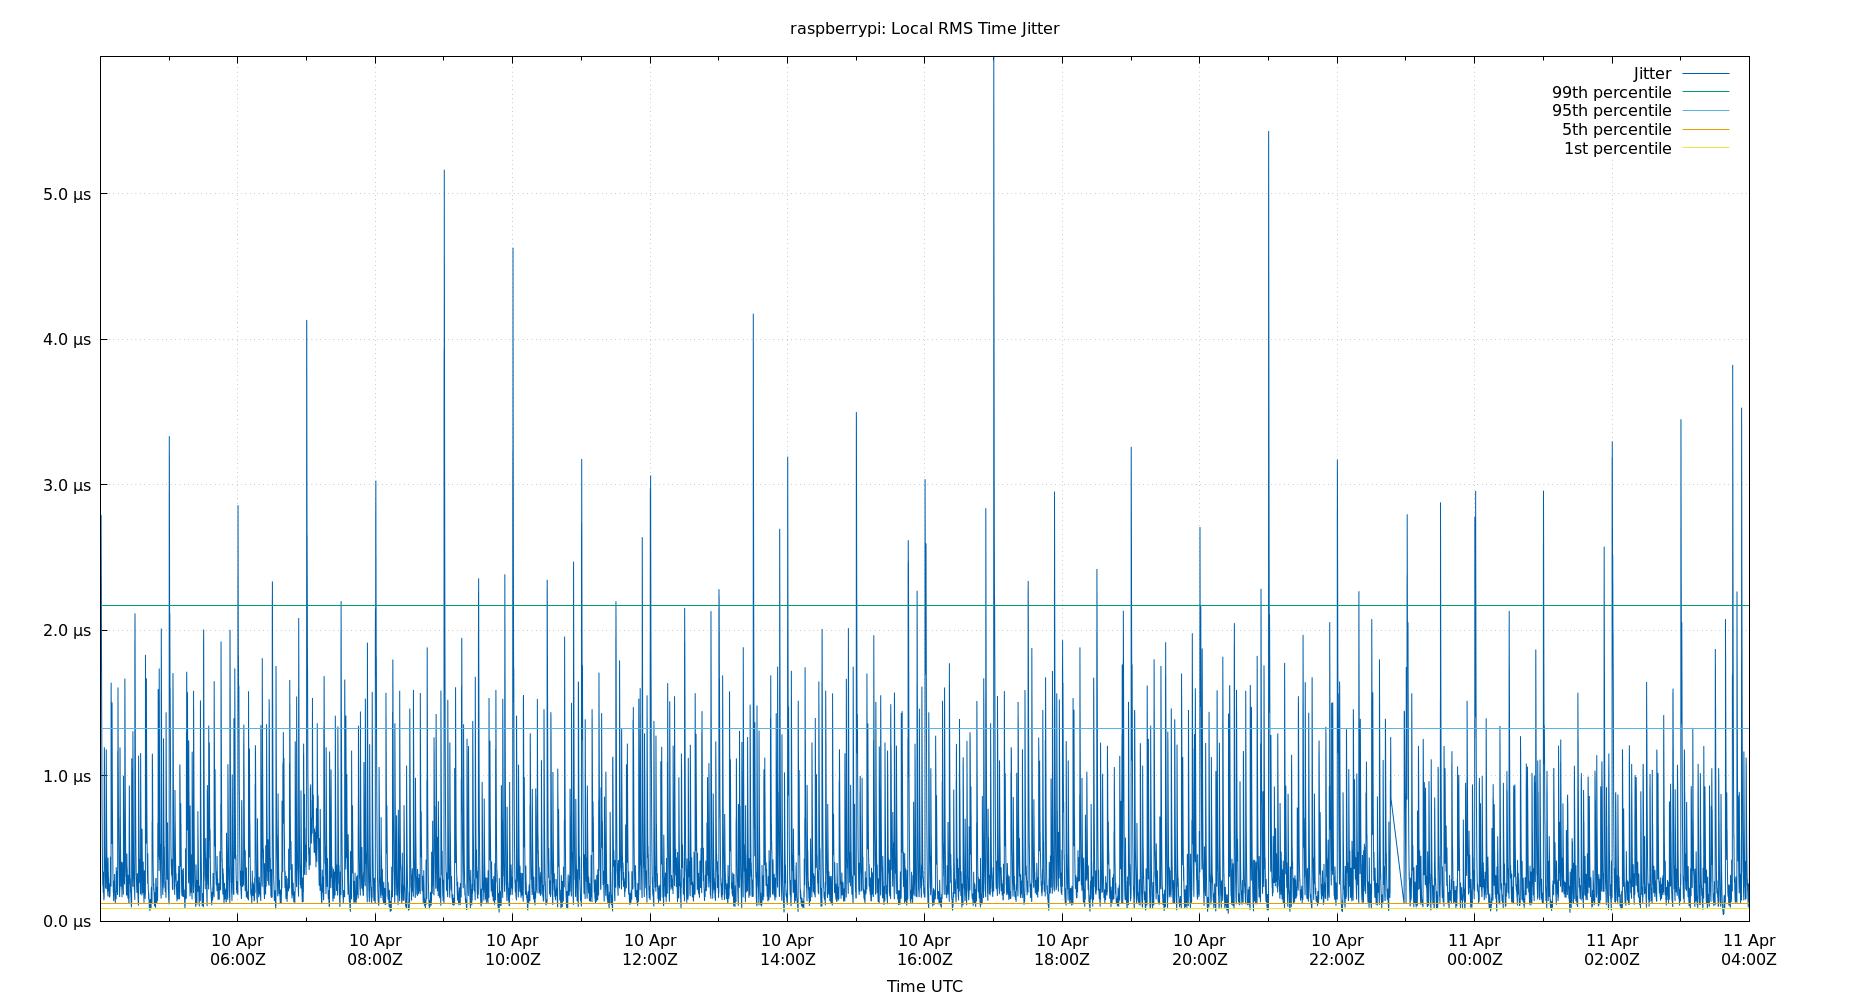 raspberrypi: Local RMS Time Jitter
Jitter
99th percentile
95th percentile
5th percentile
1st percentile
5.0 µs
4.0 µs
3.0 µs
2.0 µs
1.0 µs
0.0 µs
10 Apr 10 Apr 10 Apr 10 Apr 10 Apr 10 Apr 10 Apr 10 Apr 10 Apr 11 Apr 11 Apr 11 Apr
06:00Z 08:00Z 10:00Z 12:00Z 14:00Z 16:00Z 18:00Z 20:00Z 22:00Z 00:00Z 02:00Z 04:00Z
Time UTC